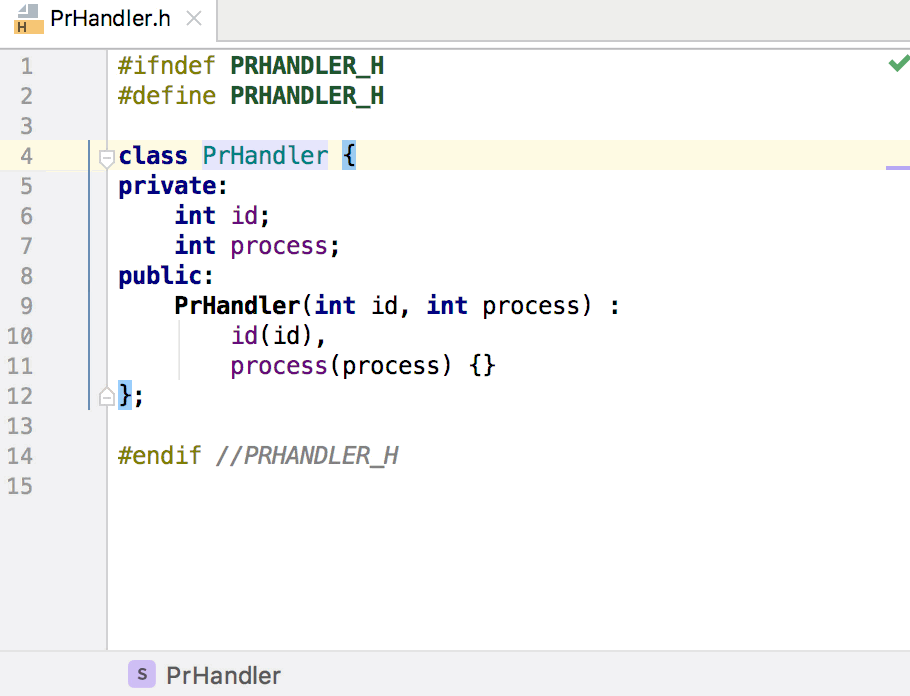 H PrHandler.h
1 #ifndef PRHANDLER_H
2 #define PRHANDLER_H
3
4 class PrHandler {
5 private:
6     int id;
7     int process;
8 public:
9     PrHandler(int id, int process) :
10         id(id),
11         process(process) {}
12 };
13
14 #endif //PRHANDLER_H
15
S PrHandler